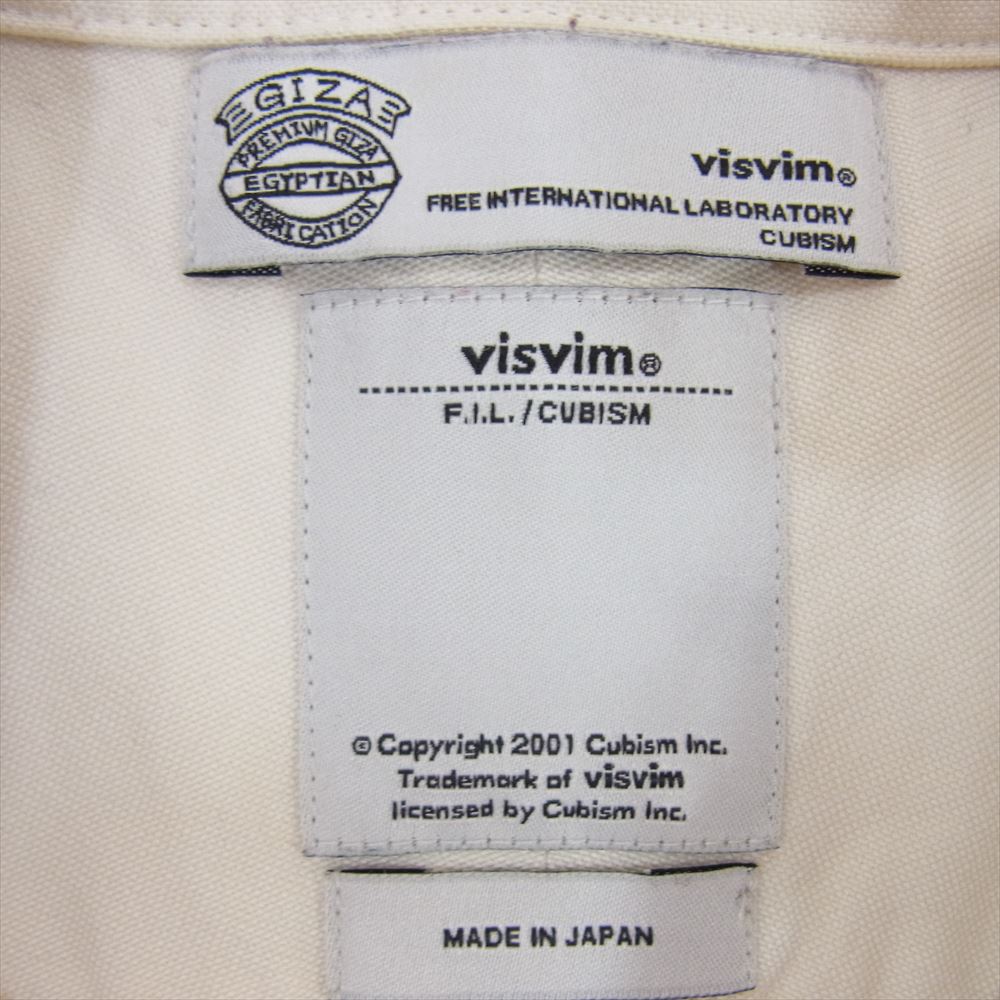 GIZA
PREMIUM GIZA
EGYPTIAN
FABRICATION
visvim®
FREE INTERNATIONAL LABORATORY
CUBISM
visvim®
F.I.L./CUBISM
© Copyright 2001 Cubism Inc.
Trademark of visvim
licensed by Cubism Inc.
MADE IN JAPAN